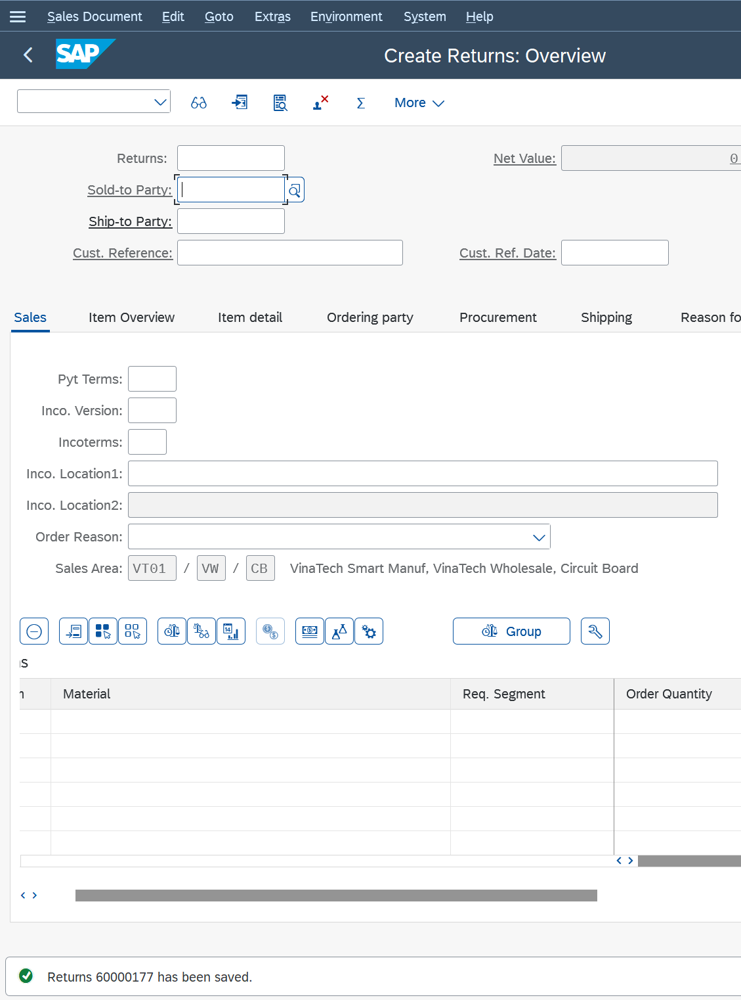 Sales Document Edit Goto Extras Environment System Help
SAP Create Returns: Overview
More
Returns: Net Value: 0
Sold-to Party:
Ship-to Party:
Cust. Reference: Cust. Ref. Date:
Sales Item Overview Item detail Ordering party Procurement Shipping Reason fo
Pyt Terms:
Inco. Version:
Incoterms:
Inco. Location1:
Inco. Location2:
Order Reason:
Sales Area: VT01 / VW / CB VinaTech Smart Manuf, VinaTech Wholesale, Circuit Board
Group
Material Req. Segment Order Quantity
Returns 60000177 has been saved.